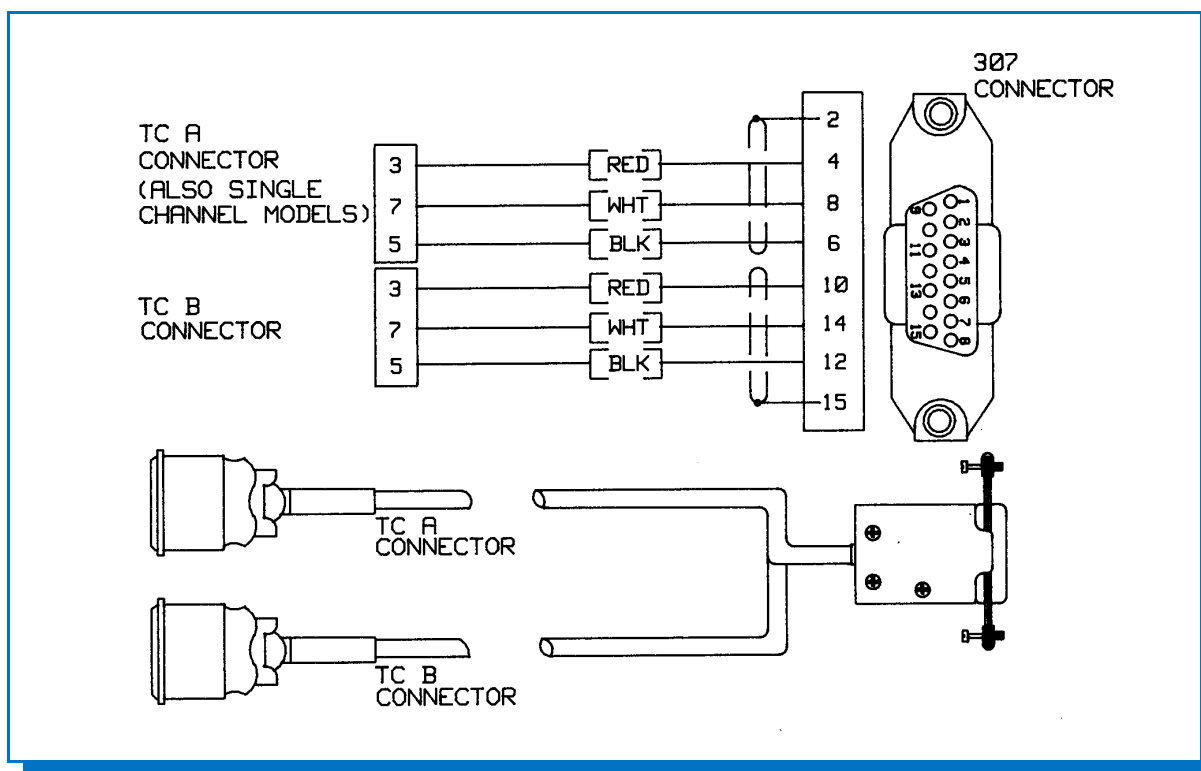 307
CONNECTOR
TC A
CONNECTOR
(ALSO SINGLE
CHANNEL MODELS)
3 RED 4
7 WHT 8
5 BLK 6
2
TC B
CONNECTOR
3 RED 10
7 WHT 14
5 BLK 12
15
9
11
13
15
1
2
3
4
5
6
7
8
TC A
CONNECTOR
TC B
CONNECTOR